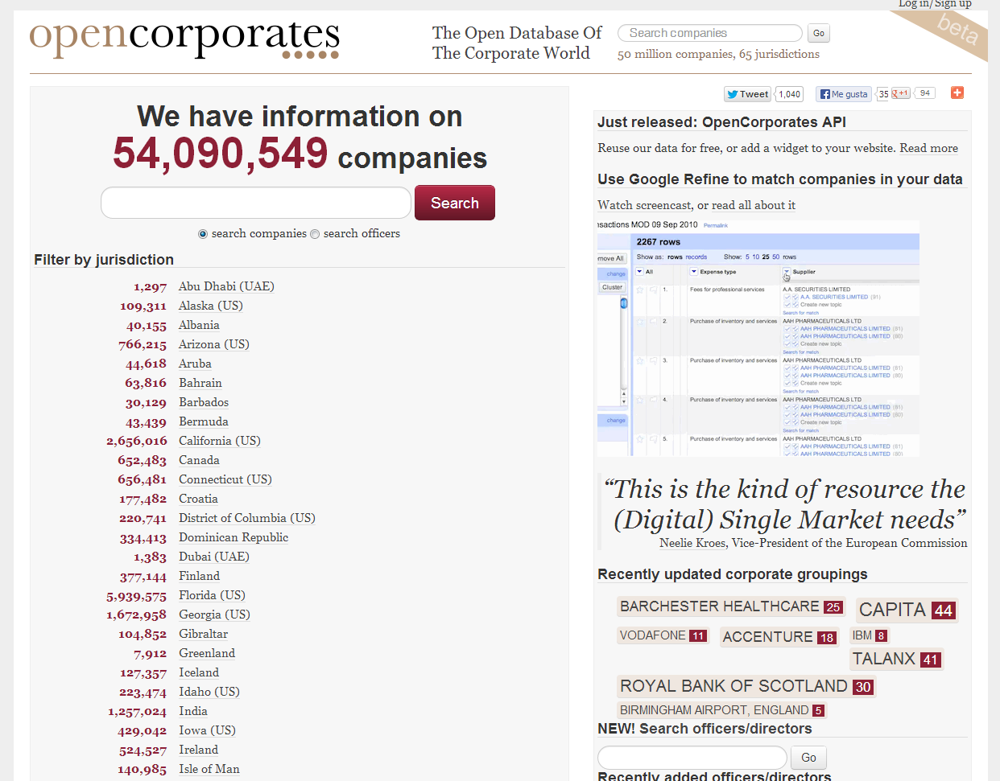 Log in/Sign up
opencorporates
The Open Database Of
The Corporate World
Search companies
Go
50 million companies, 65 jurisdictions
beta
We have information on
54,090,549 companies
Search
search companies search officers
Filter by jurisdiction
1,297 Abu Dhabi (UAE)
109,311 Alaska (US)
40,155 Albania
766,215 Arizona (US)
44,618 Aruba
63,816 Bahrain
30,129 Barbados
43,439 Bermuda
2,656,016 California (US)
652,483 Canada
656,481 Connecticut (US)
177,482 Croatia
220,741 District of Columbia (US)
334,413 Dominican Republic
1,383 Dubai (UAE)
377,144 Finland
5,939,575 Florida (US)
1,672,958 Georgia (US)
104,852 Gibraltar
7,912 Greenland
127,357 Iceland
223,474 Idaho (US)
1,257,024 India
429,042 Iowa (US)
524,527 Ireland
140,985 Isle of Man
Tweet 1,040 Me gusta 35 +1 94
Just released: OpenCorporates API
Reuse our data for free, or add a widget to your website. Read more
Use Google Refine to match companies in your data
Watch screencast, or read all about it
nsactions MOD 09 Sep 2010 Permalink
2267 rows
Show as: rows records Show: 5 10 25 50 rows
move All
change
Cluster
change
All Expense type Supplier
1. Fees for professional services A.A. SECURITIES LIMITED
A.A. SECURITIES LIMITED (91)
Create new topic
Search for match
2. Purchase of inventory and services AAH PHARMACEUTICALS LTD
AAH PHARMACEUTICALS LIMITED (81)
AAH PHARMACEUTICALS LIMITED (80)
Create new topic
Search for match
3. Purchase of inventory and services AAH PHARMACEUTICALS LTD
AAH PHARMACEUTICALS LIMITED (81)
AAH PHARMACEUTICALS LIMITED (80)
Create new topic
Search for match
4. Purchase of inventory and services AAH PHARMACEUTICALS LTD
AAH PHARMACEUTICALS LIMITED (81)
AAH PHARMACEUTICALS LIMITED (80)
Create new topic
Search for match
5. Purchase of inventory and services AAH PHARMACEUTICALS LTD
AAH PHARMACEUTICALS LIMITED (81)
AAH PHARMACEUTICALS LIMITED (80)
“This is the kind of resource the
(Digital) Single Market needs”
Neelie Kroes, Vice-President of the European Commission
Recently updated corporate groupings
BARCHESTER HEALTHCARE 25 CAPITA 44
VODAFONE 11 ACCENTURE 18 IBM 8
TALANX 41
ROYAL BANK OF SCOTLAND 30
BIRMINGHAM AIRPORT, ENGLAND 5
NEW! Search officers/directors
Go
Recently added officers/directors